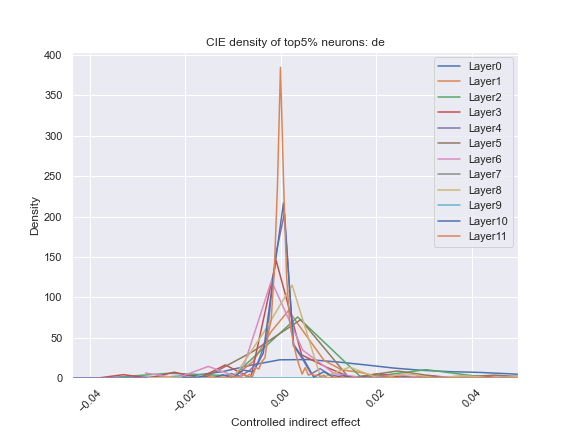 CIE density of top5% neurons: de
400
350
300
250
200
150
100
50
0
Density
-0.04
-0.02
0.00
0.02
0.04
Controlled indirect effect
Layer0
Layer1
Layer2
Layer3
Layer4
Layer5
Layer6
Layer7
Layer8
Layer9
Layer10
Layer11